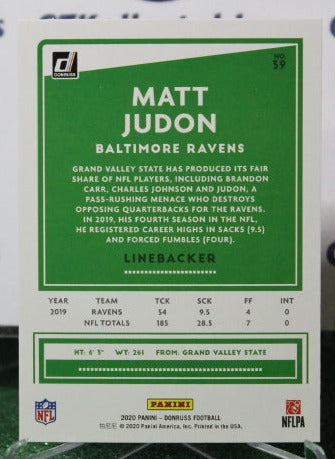 DONRUSS
NO.
39
MATT
JUDON
BALTIMORE RAVENS
GRAND VALLEY STATE HAS PRODUCED ITS FAIR
SHARE OF NFL PLAYERS, INCLUDING BRANDON
CARR, CHARLES JOHNSON AND JUDON, A
PASS-RUSHING MENACE WHO DESTROYS
OPPOSING QUARTERBACKS FOR THE RAVENS.
IN 2019, HIS FOURTH SEASON IN THE NFL,
HE REGISTERED CAREER HIGHS IN SACKS (9.5)
AND FORCED FUMBLES (FOUR).
LINEBACKER
YEAR TEAM TCK SCK FF INT
2019 RAVENS 54 9.5 4 0
NFL TOTALS 185 28.5 7 0
HT: 6' 3" WT: 261 FROM: GRAND VALLEY STATE
NFL
PANINI
NFLPA
2020 PANINI - DONRUSS FOOTBALL
© 2020 Panini America, Inc. Printed in the USA.